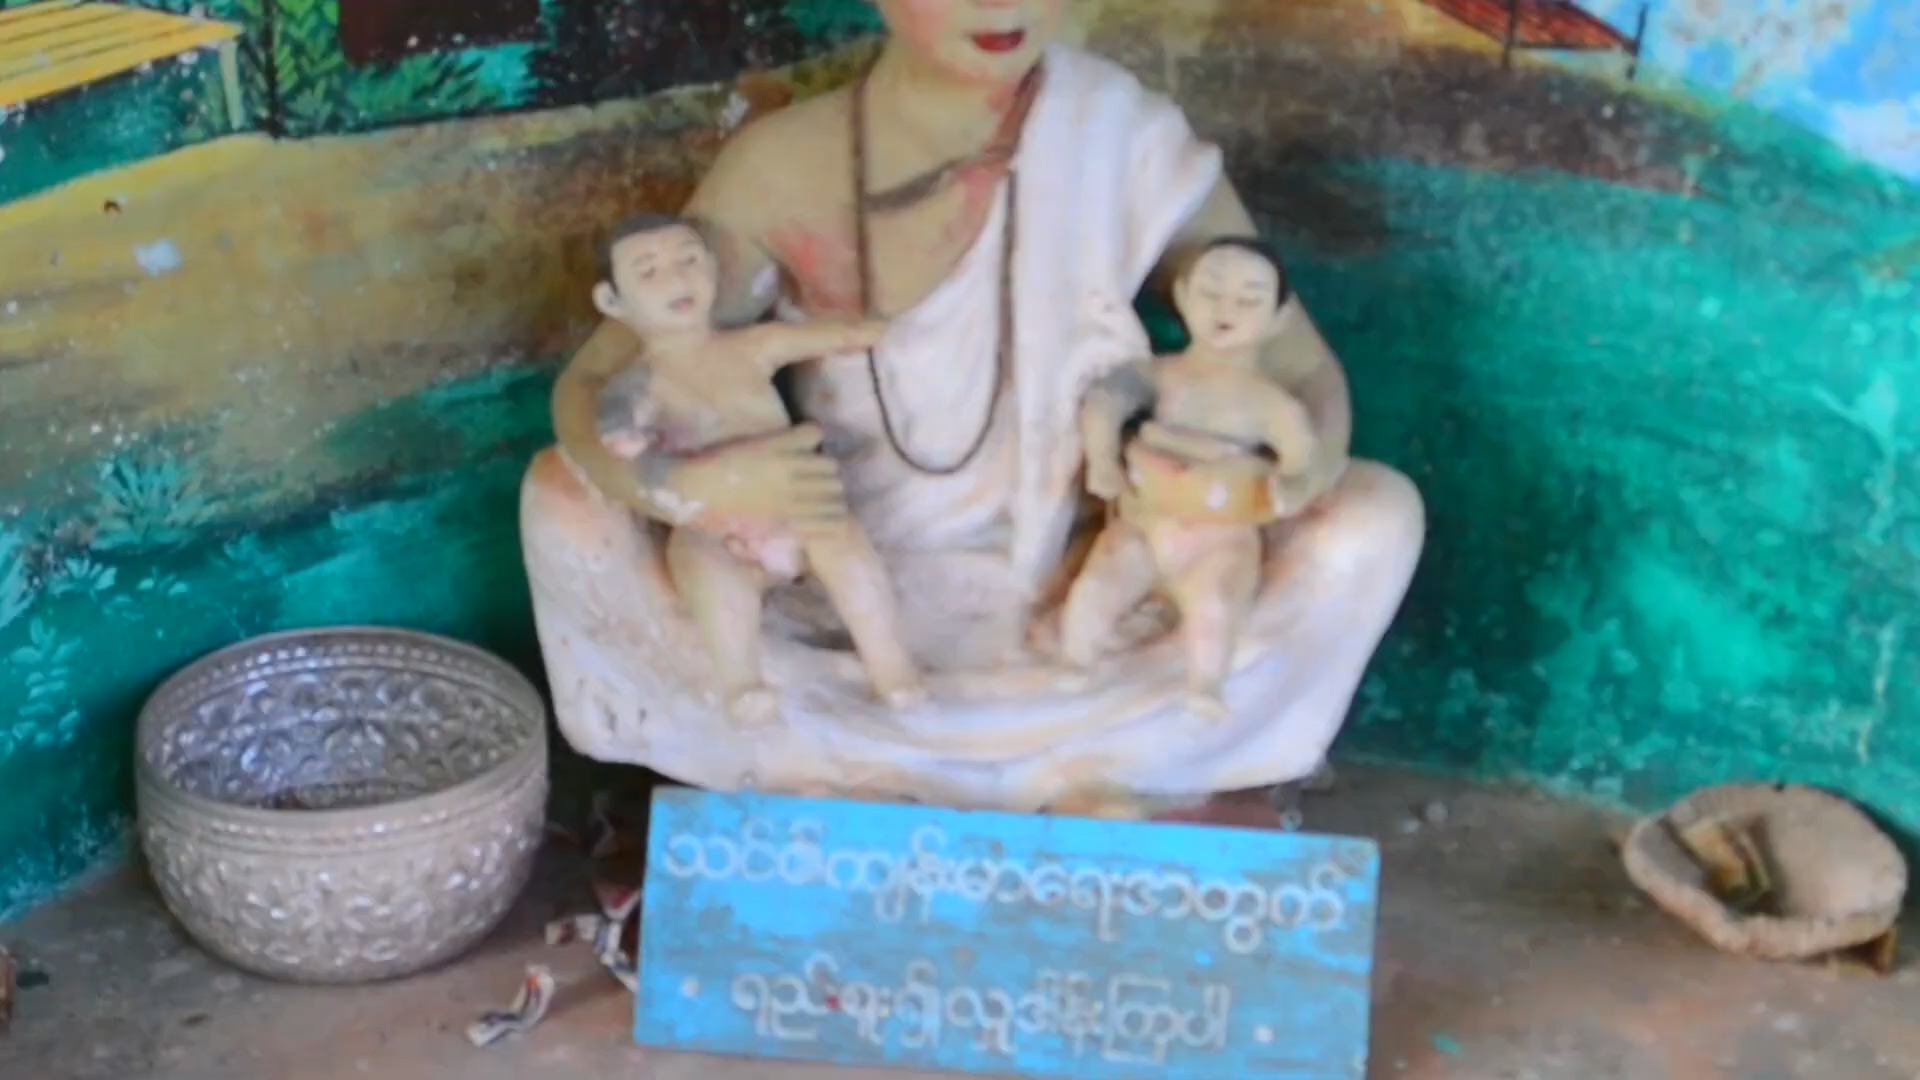 သင်၏ကျန်းမာရေးအတွက်
• ရည်စူး၍လှူဒါန်းကြပါ •